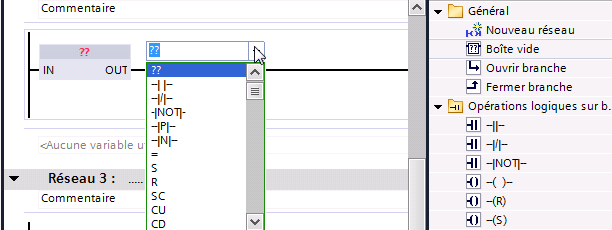 Commentaire
??
??
IN
OUT
??
–| |–
–|/|–
-|NOT|-
–|P|–
–|N|–
=
S
R
SC
CU
CD
<Aucune variable
Réseau 3 : .....
Commentaire
Général
Nouveau réseau
Boîte vide
Ouvrir branche
Fermer branche
Opérations logiques sur b.
–||–
–|/|–
–|NOT|–
–( )–
–(R)
–(S)